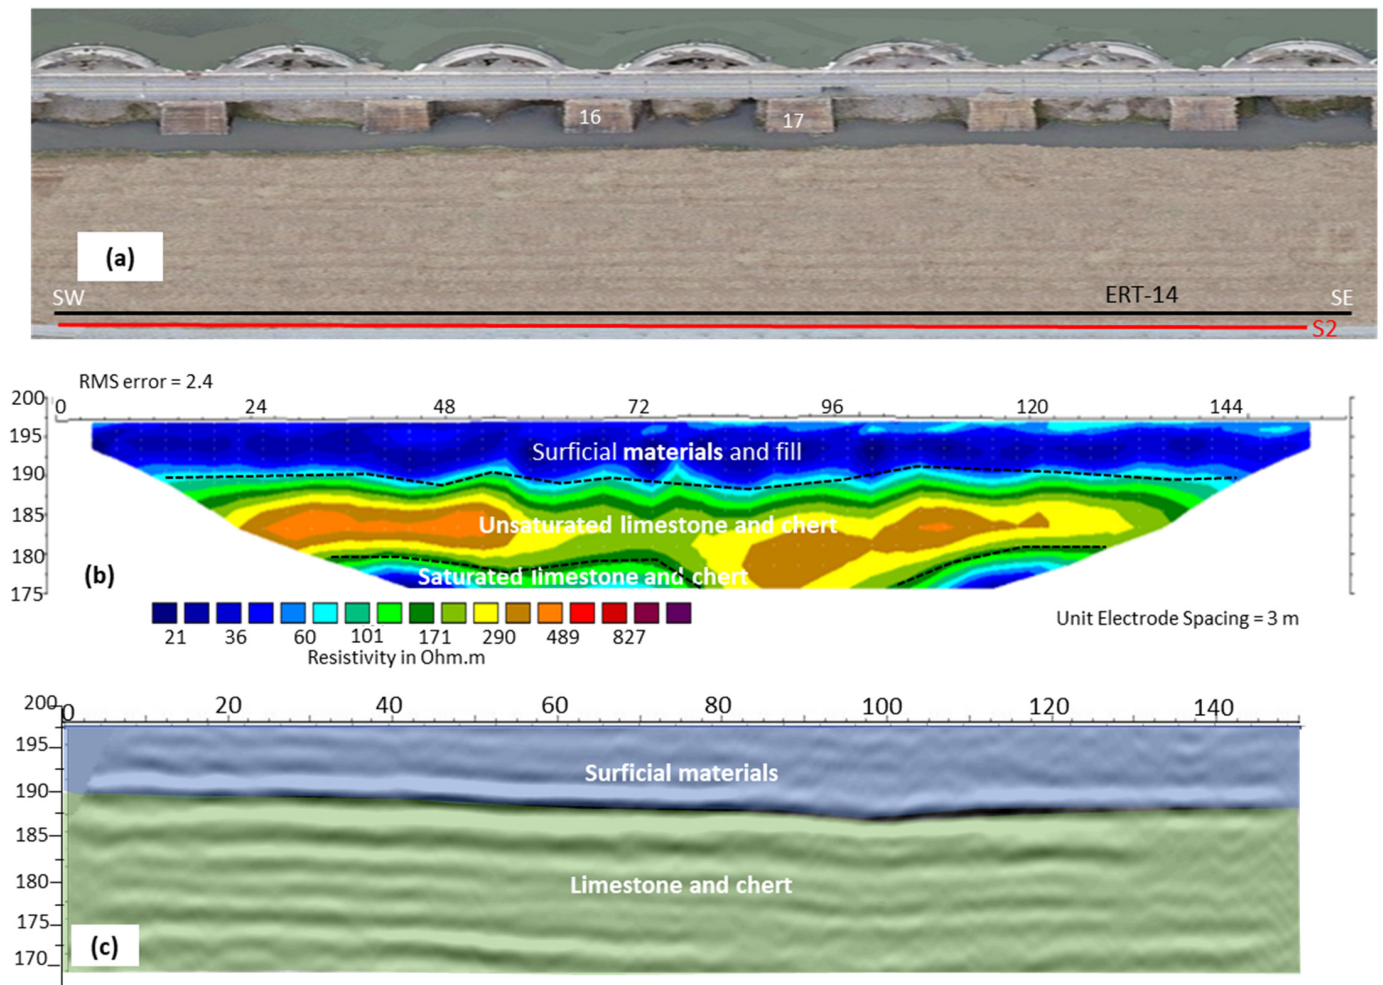 16
17
(a)
SW
ERT-14
SE
S2
RMS error = 2.4
200
0 24 48 72 96 120 144
195
Surficial materials and fill
190
185
Unsaturated limestone and chert
180
(b)
Saturated limestone and chert
175
21 36 60 101 171 290 489 827
Unit Electrode Spacing = 3 m
Resistivity in Ohm.m
200
0 20 40 60 80 100 120 140
195
Surficial materials
190
185
180
Limestone and chert
175
(c)
170